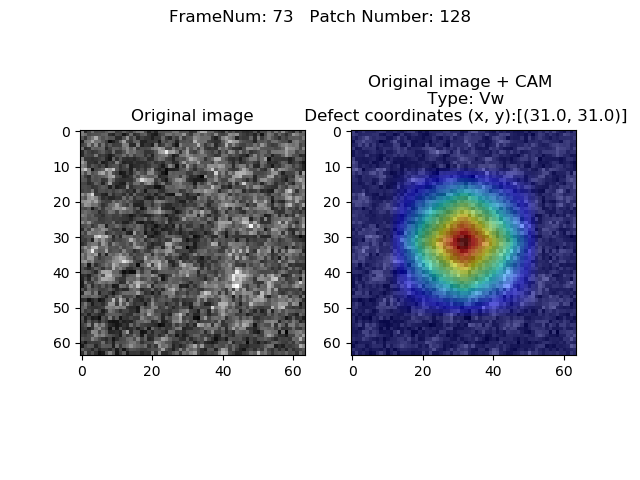 FrameNum: 73   Patch Number: 128
Original image
0
10
20
30
40
50
60
0 20 40 60
Original image + CAM
Type: Vw
Defect coordinates (x, y):[(31.0, 31.0)]
0
10
20
30
40
50
60
0 20 40 60